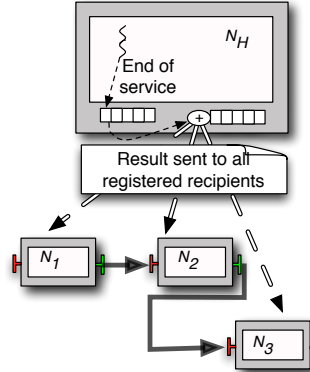 N_H
End of
service
+
Result sent to all
registered recipients
N_1
N_2
N_3